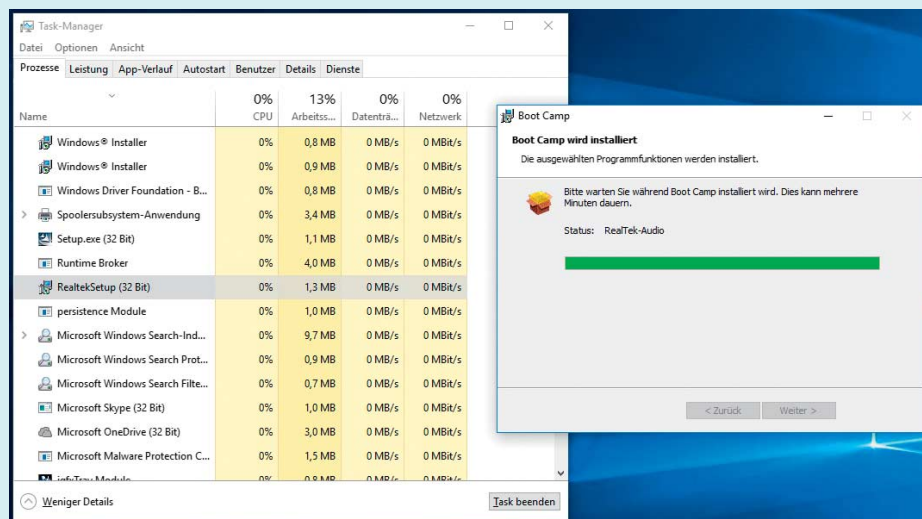 Task-Manager
Datei Optionen Ansicht
Prozesse Leistung App-Verlauf Autostart Benutzer Details Dienste
0% 13% 0% 0%
Name CPU Arbeitss... Datenträ... Netzwerk
Windows® Installer 0% 0,8 MB 0 MB/s 0 MBit/s
Windows® Installer 0% 0,9 MB 0 MB/s 0 MBit/s
Windows Driver Foundation - B... 0% 0,8 MB 0 MB/s 0 MBit/s
Spoolersubsystem-Anwendung 0% 3,4 MB 0 MB/s 0 MBit/s
Setup.exe (32 Bit) 0% 1,1 MB 0 MB/s 0 MBit/s
Runtime Broker 0% 4,0 MB 0 MB/s 0 MBit/s
RealtekSetup (32 Bit) 0% 1,3 MB 0 MB/s 0 MBit/s
persistence Module 0% 1,0 MB 0 MB/s 0 MBit/s
Microsoft Windows Search-Ind... 0% 9,7 MB 0 MB/s 0 MBit/s
Microsoft Windows Search Prot... 0% 0,9 MB 0 MB/s 0 MBit/s
Microsoft Windows Search Filte... 0% 0,7 MB 0 MB/s 0 MBit/s
Microsoft Skype (32 Bit) 0% 1,0 MB 0 MB/s 0 MBit/s
Microsoft OneDrive (32 Bit) 0% 3,0 MB 0 MB/s 0 MBit/s
Microsoft Malware Protection C... 0% 1,5 MB 0 MB/s 0 MBit/s
igfxTray Module 0% 0,8 MB 0 MB/s 0 MBit/s
Weniger Details
Task beenden
Boot Camp
Boot Camp wird installiert
Die ausgewählten Programmfunktionen werden installiert.
Bitte warten Sie während Boot Camp installiert wird. Dies kann mehrere
Minuten dauern.
Status: RealTek-Audio
< Zurück Weiter >